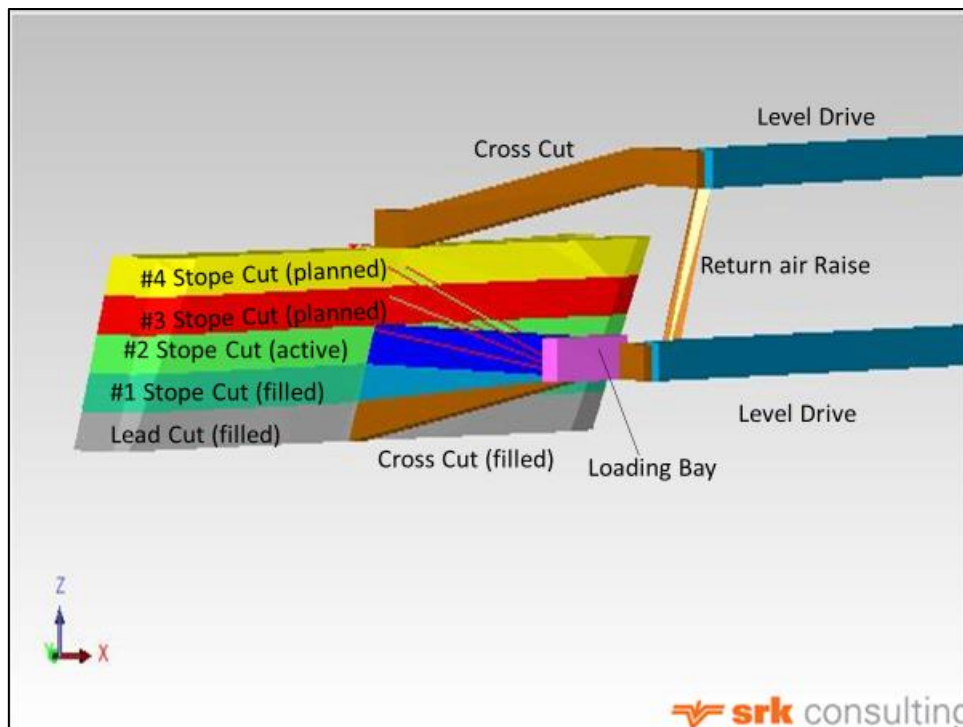 Level Drive
Cross Cut
Return air Raise
#4 Stope Cut (planned)
#3 Stope Cut (planned)
#2 Stope Cut (active)
#1 Stope Cut (filled)
Lead Cut (filled)
Level Drive
Cross Cut (filled)
Loading Bay
Z
Y
X
srk consulting